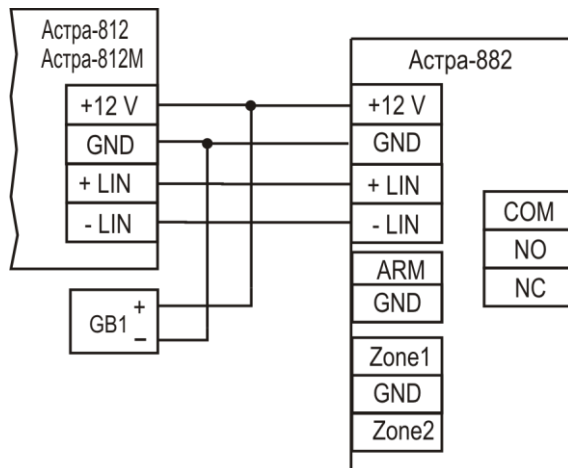 Астра-812
Астра-812М
+12 V
GND
+ LIN
- LIN
GB1
+
−
Астра-882
+12 V
GND
+ LIN
- LIN
ARM
GND
Zone1
GND
Zone2
COM
NO
NC